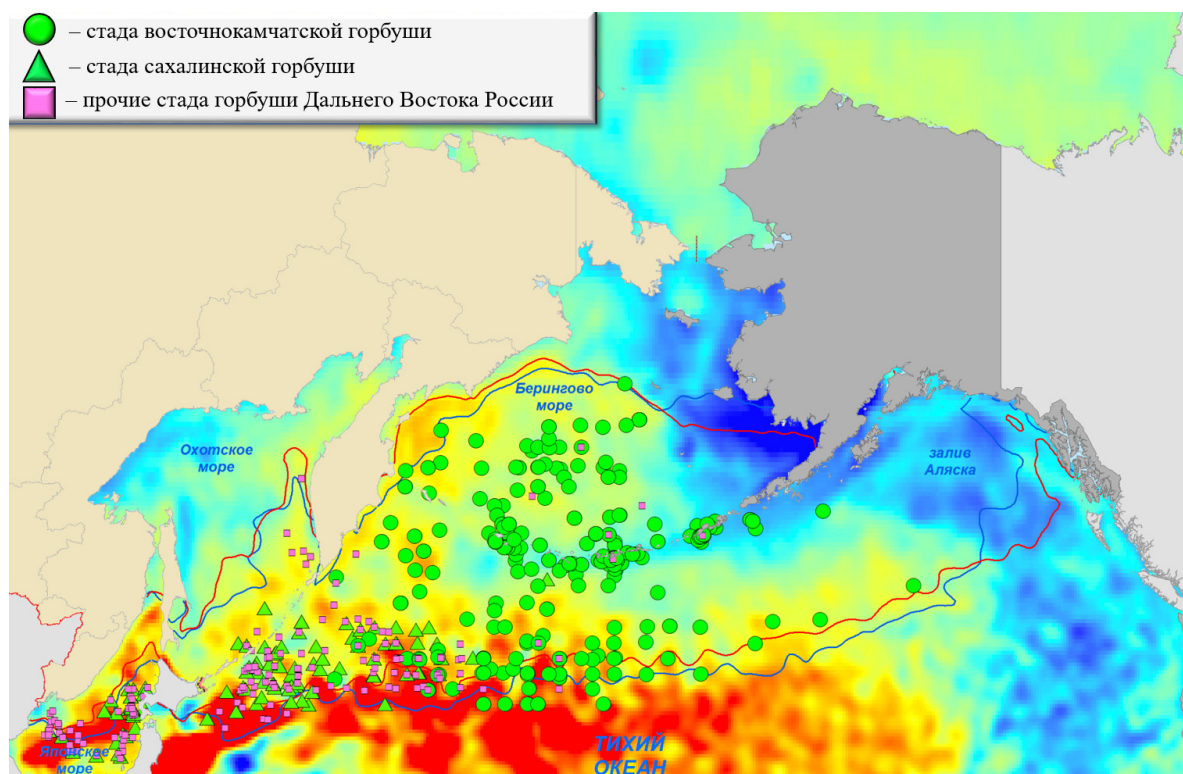 – стада восточнокамчатской горбуши
– стада сахалинской горбуши
– прочие стада горбуши Дальнего Востока России
Берингово
море
Охотское
море
залив
Аляска
Японское
море
ТИХИЙ
ОКЕАН